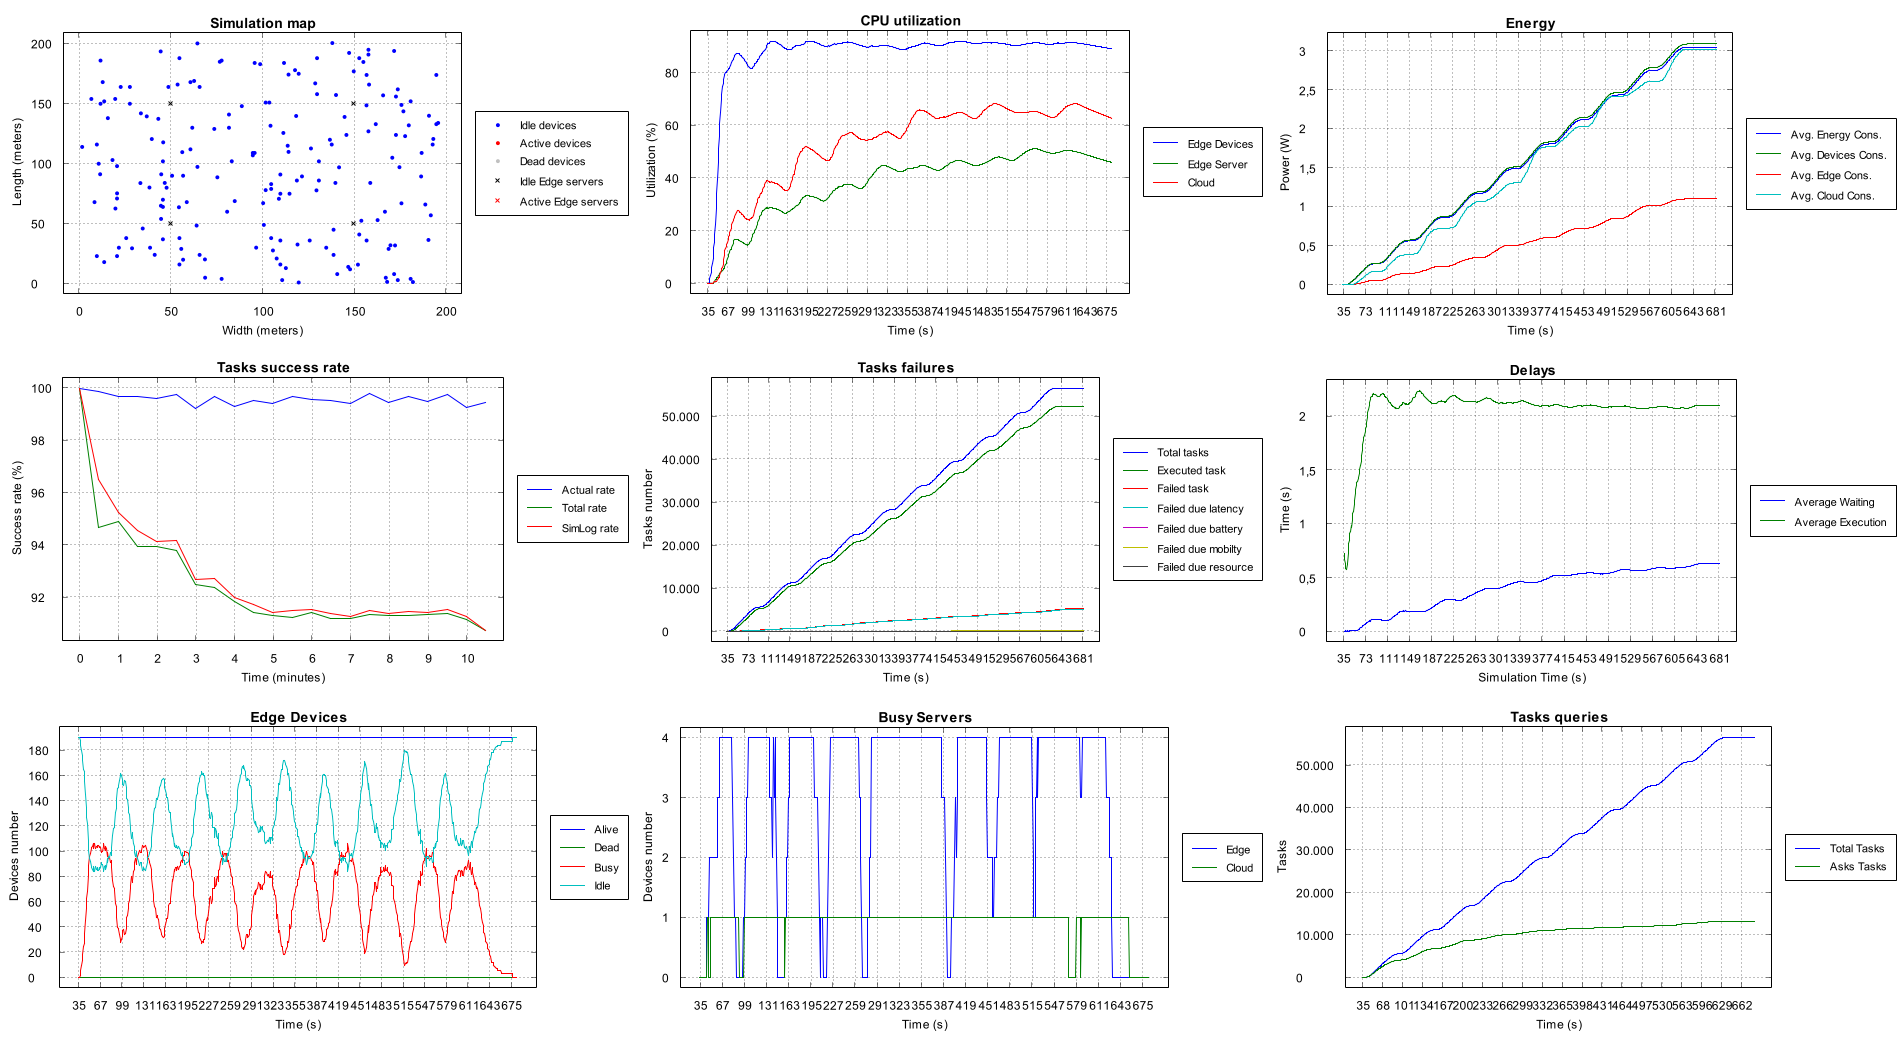 Simulation map
Length (meters)
200
150
100
50
0
0 50 100 150 200
Width (meters)
Idle devices
Active devices
Dead devices
Idle Edge servers
Active Edge servers
CPU utilization
Utilization (%)
80
60
40
20
0
Time (s)
Edge Devices
Edge Server
Cloud
Energy
Power (W)
3
2,5
2
1,5
1
0,5
0
Time (s)
Avg. Energy Cons.
Avg. Devices Cons.
Avg. Edge Cons.
Avg. Cloud Cons.
Tasks success rate
Success rate (%)
100
98
96
94
92
0 1 2 3 4 5 6 7 8 9 10
Time (minutes)
Actual rate
Total rate
SimLog rate
Tasks failures
Tasks number
50.000
40.000
30.000
20.000
10.000
0
Time (s)
Total tasks
Executed task
Failed task
Failed due latency
Failed due battery
Failed due mobilty
Failed due resource
Delays
Time (s)
2
1,5
1
0,5
0
Simulation Time (s)
Average Waiting
Average Execution
Edge Devices
Devices number
180
160
140
120
100
80
60
40
20
0
Time (s)
Alive
Dead
Busy
Idle
Busy Servers
Devices number
4
3
2
1
0
Time (s)
Edge
Cloud
Tasks queries
Tasks
50.000
40.000
30.000
20.000
10.000
0
Time (s)
Total Tasks
Asks Tasks